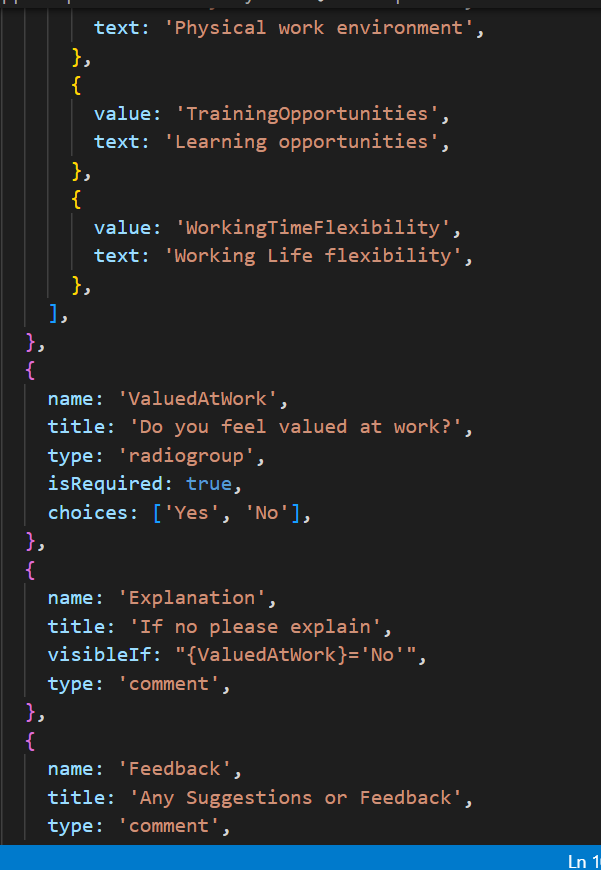 text: 'Physical work environment',
},
{
value: 'TrainingOpportunities',
text: 'Learning opportunities',
},
{
value: 'WorkingTimeFlexibility',
text: 'Working Life flexibility',
},
],
},
{
name: 'ValuedAtWork',
title: 'Do you feel valued at work?',
type: 'radiogroup',
isRequired: true,
choices: ['Yes', 'No'],
},
{
name: 'Explanation',
title: 'If no please explain',
visibleIf: "{ValuedAtWork}='No'",
type: 'comment',
},
{
name: 'Feedback',
title: 'Any Suggestions or Feedback',
type: 'comment',
Ln